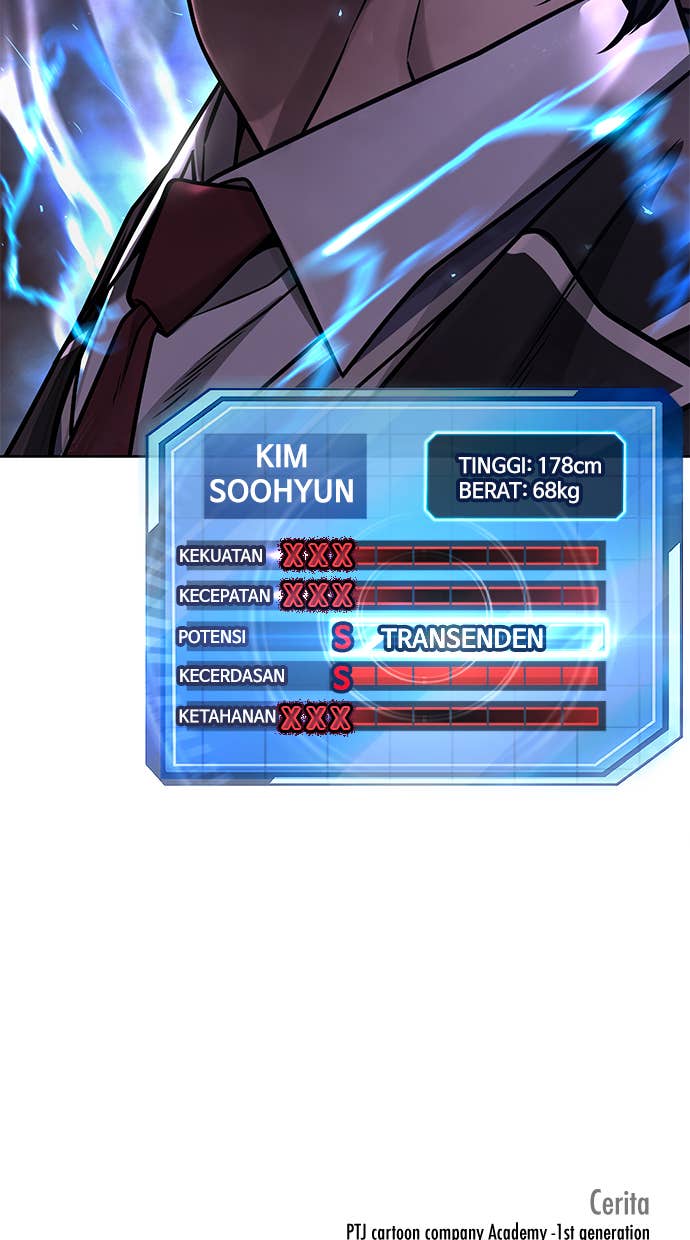 KIM
SOOHYUN
TINGGI: 178cm
BERAT: 68kg
KEKUATAN XXX
KECEPATAN XXX
POTENSI S TRANSENDEN
KECERDASAN S
KETAHANAN XXX
Cerita
PTJ cartoon company Academy -1st generation